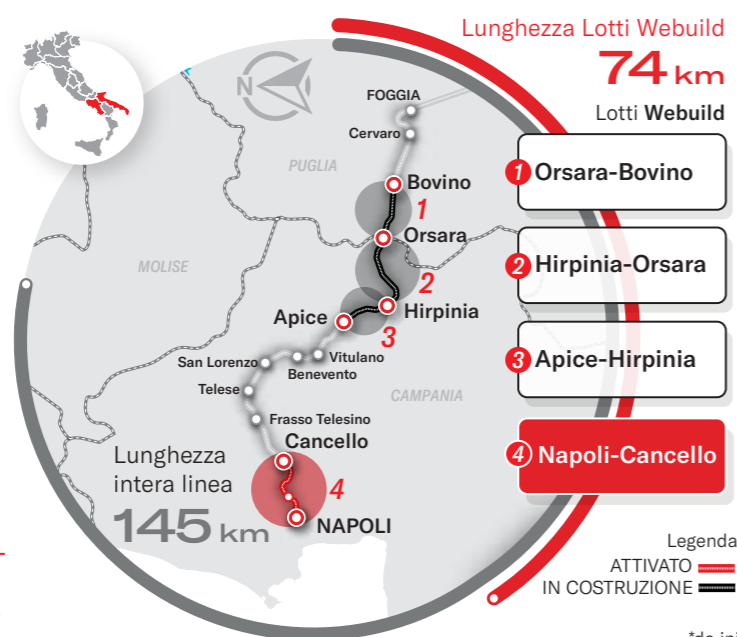 Lunghezza Lotti Webuild
74 km
Lotti Webuild
1 Orsara-Bovino
2 Hirpinia-Orsara
3 Apice-Hirpinia
4 Napoli-Cancello
N
FOGGIA
Cervaro
PUGLIA
Bovino
1
Orsara
MOLISE
2
Hirpinia
Apice
3
San Lorenzo
Vitulano
Benevento
Telese
CAMPANIA
Frasso Telesino
Cancello
Lunghezza
intera linea
145 km
4
NAPOLI
Legenda
ATTIVATO
IN COSTRUZIONE